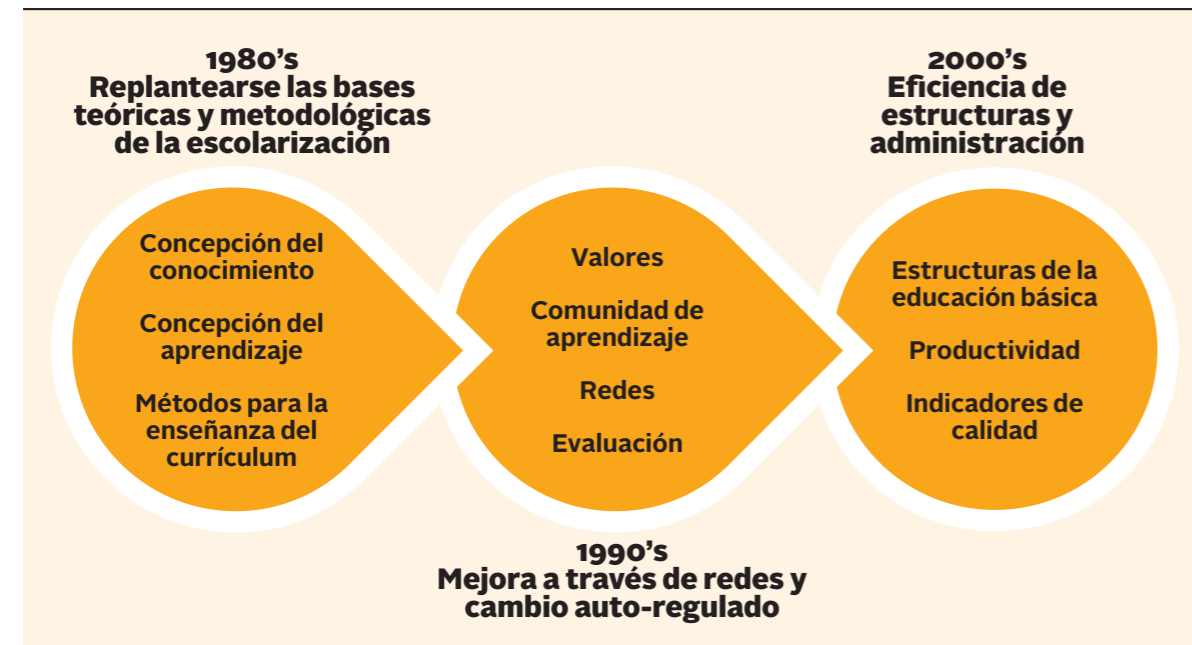 1980's
Replantearse las bases
teóricas y metodológicas
de la escolarización
Concepción del
conocimiento
Concepción del
aprendizaje
Métodos para la
enseñanza del
currículum
Valores
Comunidad de
aprendizaje
Redes
Evaluación
1990's
Mejora a través de redes y
cambio auto-regulado
2000's
Eficiencia de
estructuras y
administración
Estructuras de la
educación básica
Productividad
Indicadores de
calidad